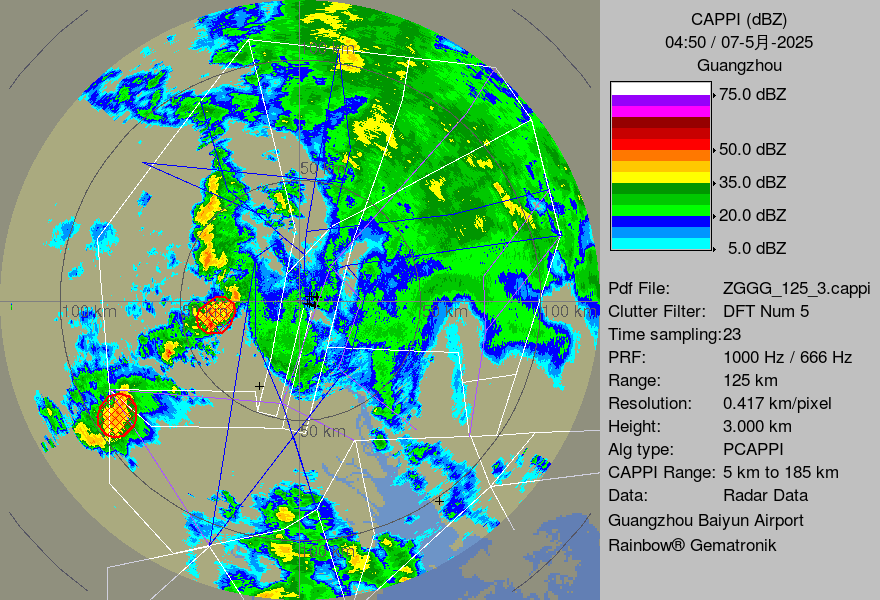 CAPPI (dBZ)
04:50 / 07-5月-2025
Guangzhou
75.0 dBZ
50.0 dBZ
35.0 dBZ
20.0 dBZ
5.0 dBZ
Pdf File: ZGGG_125_3.cappi
Clutter Filter: DFT Num 5
Time sampling:23
PRF: 1000 Hz / 666 Hz
Range: 125 km
Resolution: 0.417 km/pixel
Height: 3.000 km
Alg type: PCAPPI
CAPPI Range: 5 km to 185 km
Data: Radar Data
Guangzhou Baiyun Airport
Rainbow® Gematronik
100 km
50 km
100 km
50 km
100 km
50 km
100 km